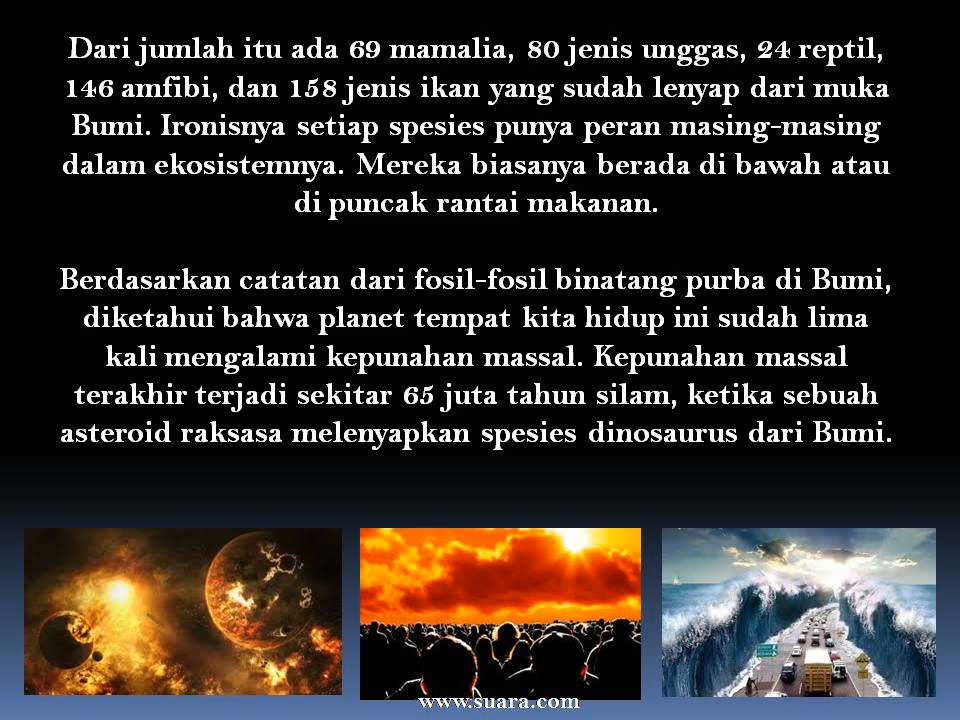 Dari jumlah itu ada 69 mamalia, 80 jenis unggas, 24 reptil,
146 amfibi, dan 158 jenis ikan yang sudah lenyap dari muka
Bumi. Ironisnya setiap spesies punya peran masing-masing
dalam ekosistemnya. Mereka biasanya berada di bawah atau
di puncak rantai makanan.
Berdasarkan catatan dari fosil-fosil binatang purba di Bumi,
diketahui bahwa planet tempat kita hidup ini sudah lima
kali mengalami kepunahan massal. Kepunahan massal
terakhir terjadi sekitar 65 juta tahun silam, ketika sebuah
asteroid raksasa melenyapkan spesies dinosaurus dari Bumi.
www.suara.com